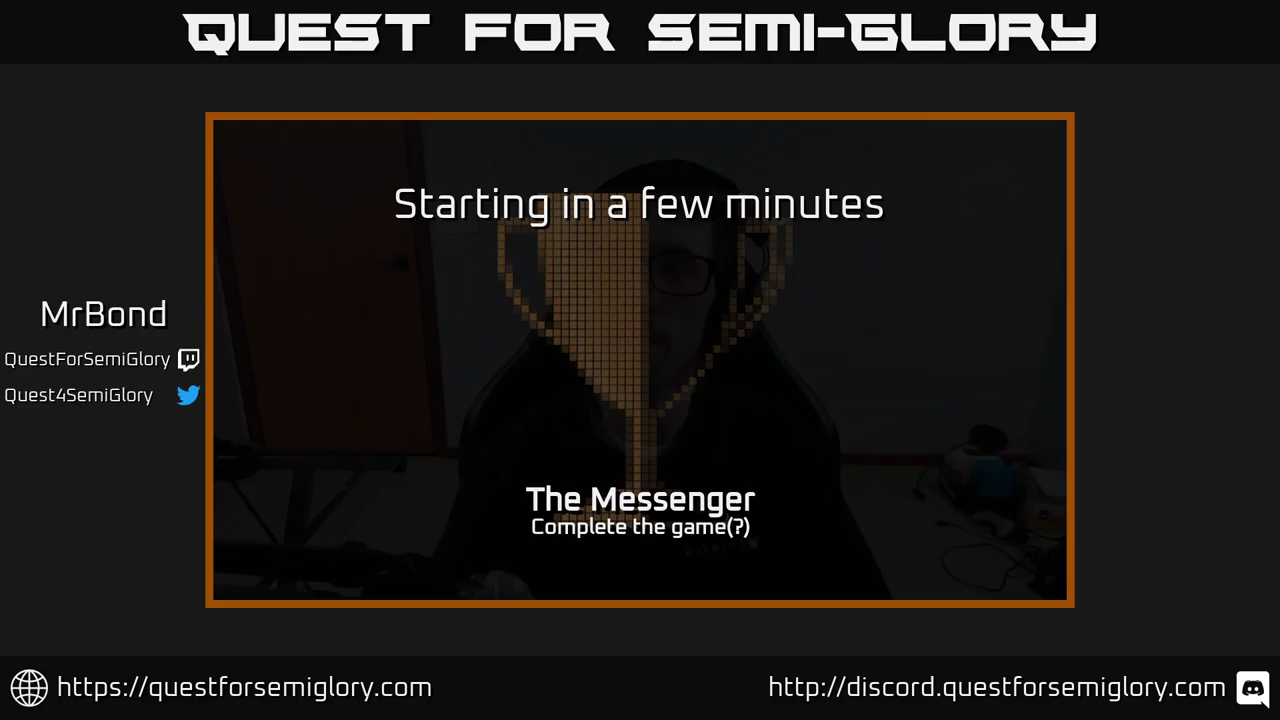 QUEST FOR SEMI-GLORY
Starting in a few minutes
MrBond
QuestForSemiGlory
Quest4SemiGlory
The Messenger
Complete the game(?)
https://questforsemiglory.com
http://discord.questforsemiglory.com